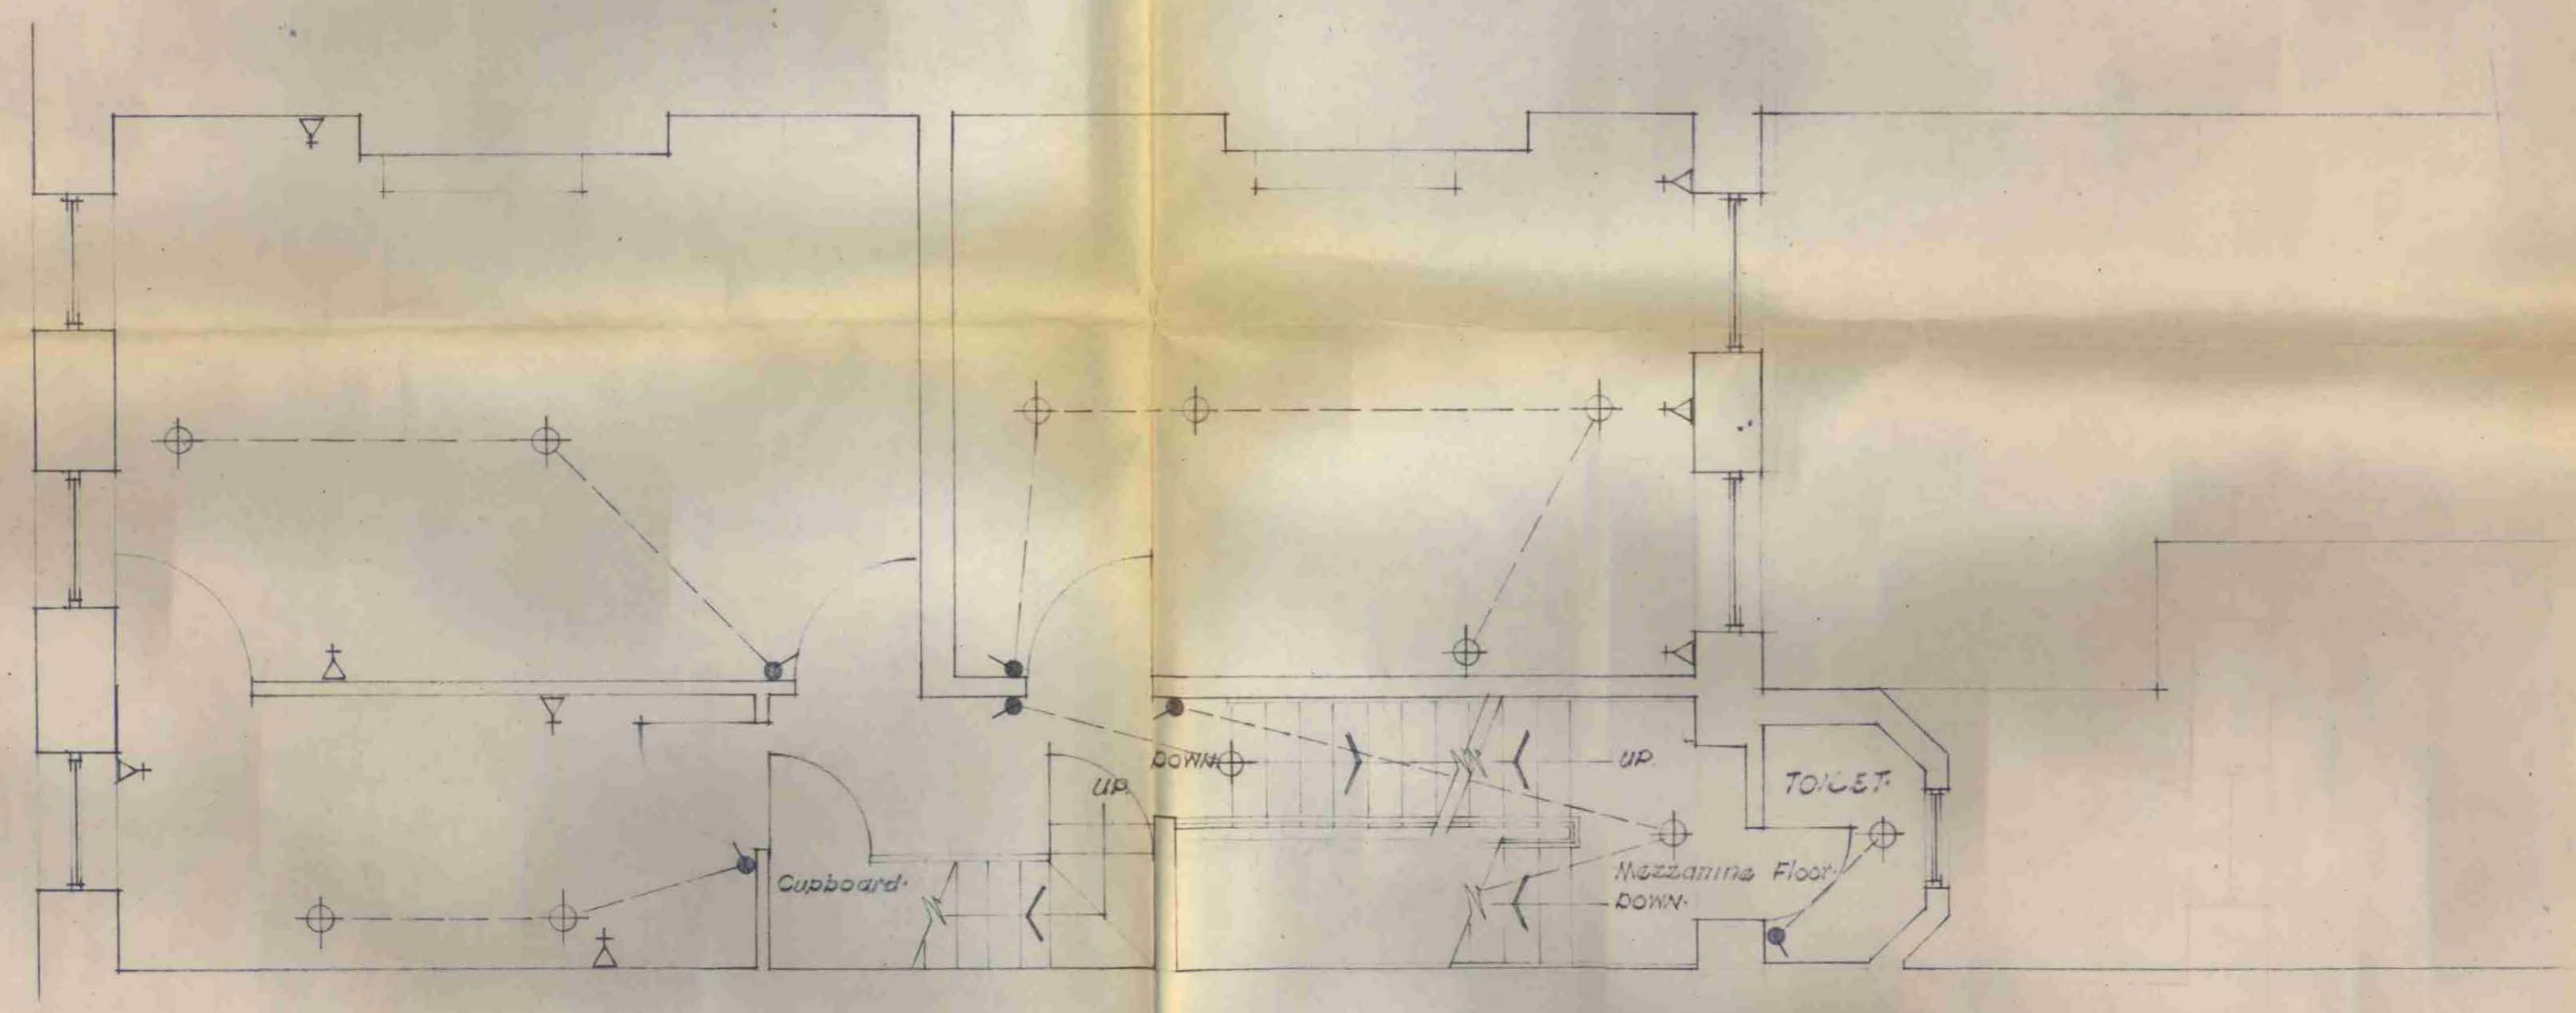 DOWN.
UP.
UP.
TOILET.
Cupboard.
Mezzanine Floor.
DOWN.